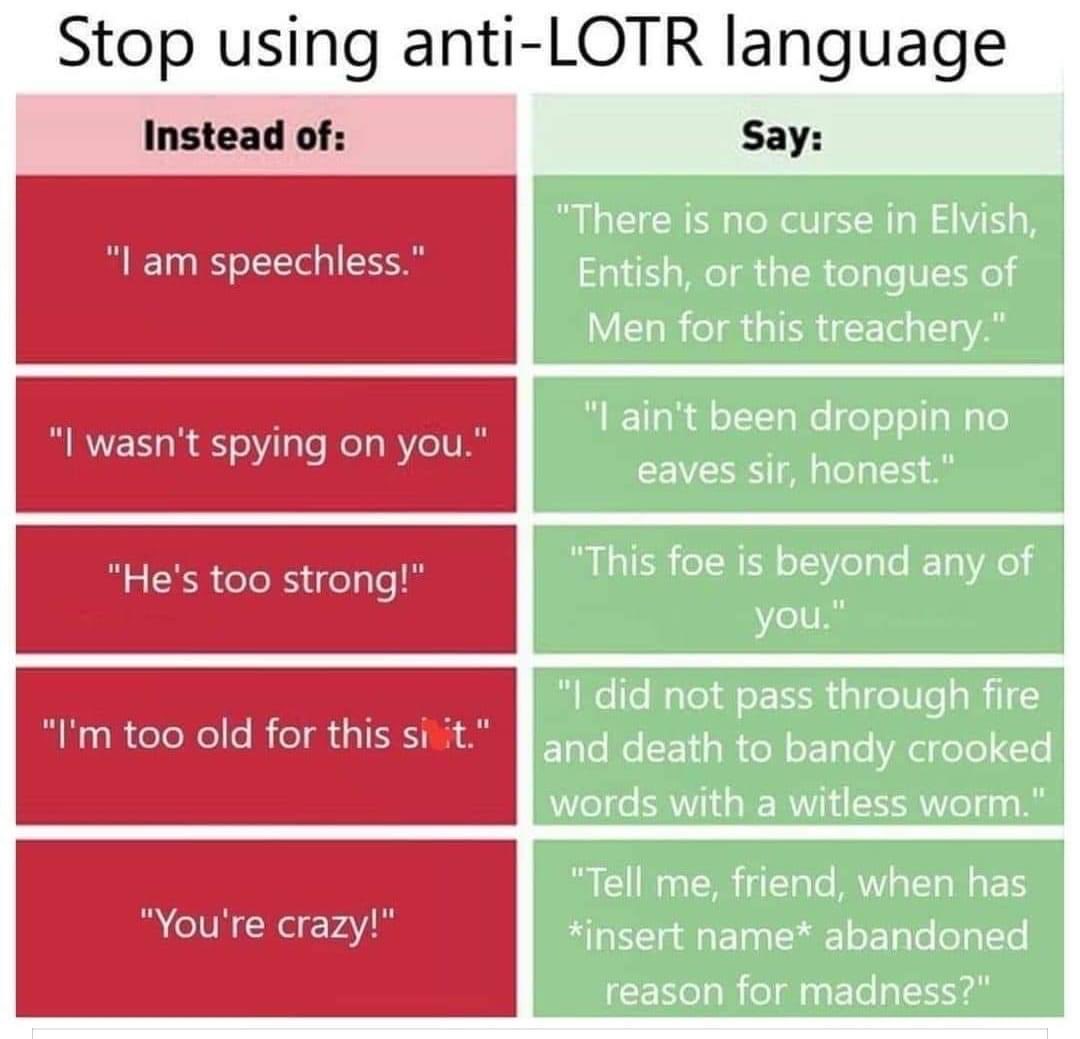 Stop using anti-LOTR language
Instead of:
Say:
"I am speechless."
"There is no curse in Elvish,
Entish, or the tongues of
Men for this treachery."
"I wasn't spying on you."
"I ain't been droppin no
eaves sir, honest."
"He's too strong!"
"This foe is beyond any of
you."
"I'm too old for this s it."
"I did not pass through fire
and death to bandy crooked
words with a witless worm."
"You're crazy!"
"Tell me, friend, when has
*insert name* abandoned
reason for madness?"